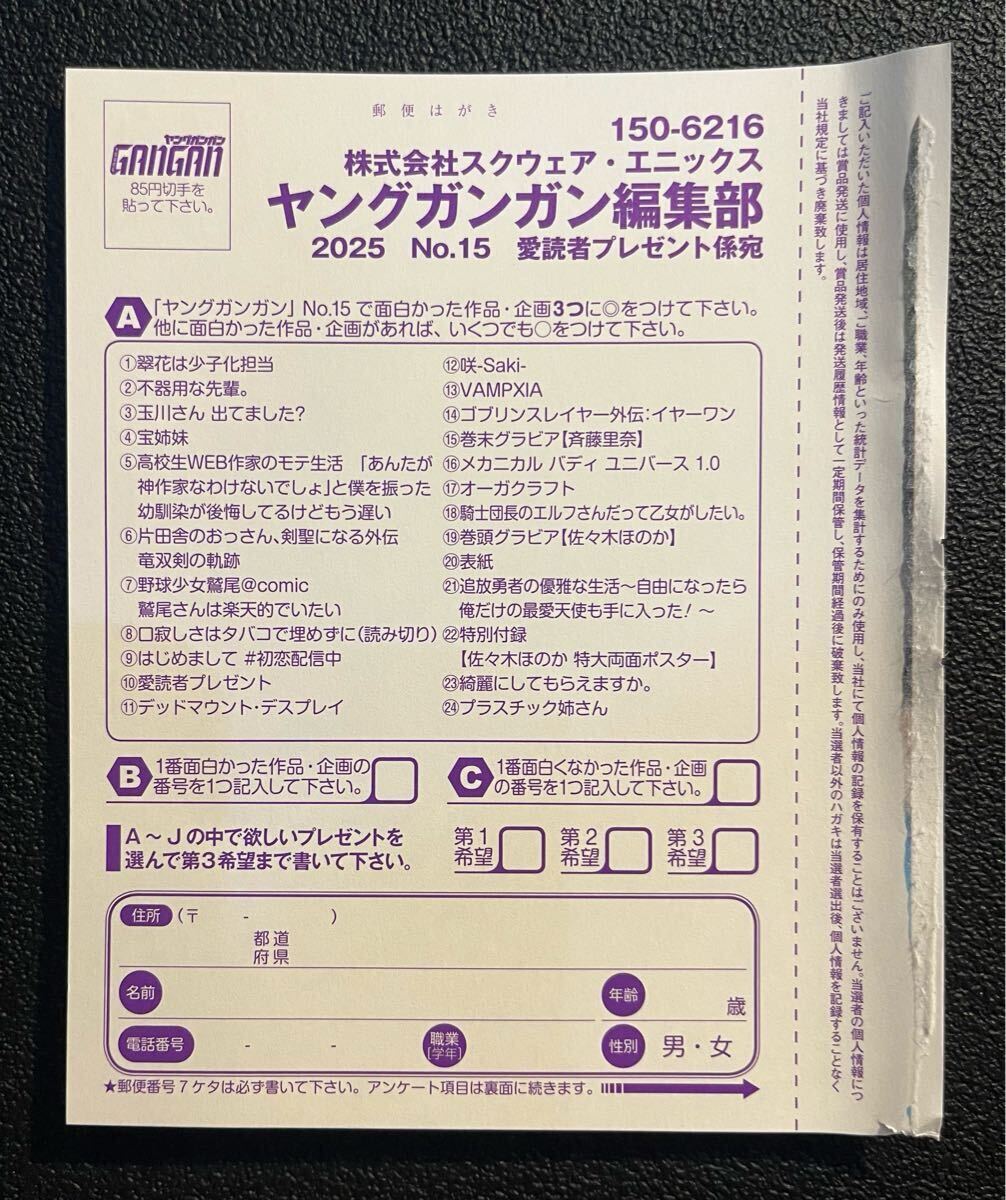 郵便はがき
ヤングガンガン
GANGAN
85円切手を
貼って下さい。
150-6216
株式会社スクウェア・エニックス
ヤングガンガン編集部
2025 No.15 愛読者プレゼント係宛
A 「ヤングガンガン」No.15で面白かった作品・企画3つに◎をつけて下さい。
他に面白かった作品・企画があれば、いくつでも○をつけて下さい。
①翠花は少子化担当
②不器用な先輩。
③玉川さん 出てました?
④宝姉妹
⑤高校生WEB作家のモテ生活 「あんたが
神作家なわけないでしょ」と僕を振った
幼馴染が後悔してるけどもう遅い
⑥片田舎のおっさん、剣聖になる外伝
竜双剣の軌跡
⑦野球少女鷲尾@comic
鷲尾さんは楽天的でいたい
⑧口寂しさはタバコで埋めずに(読み切り)
⑨はじめまして #初恋配信中
⑩愛読者プレゼント
⑪デッドマウント・デスプレイ
⑫咲-Saki-
⑬VAMPXIA
⑭ゴブリンスレイヤー外伝:イヤーワン
⑮巻末グラビア【斉藤里奈】
⑯メカニカル バディ ユニバース 1.0
⑰オーガクラフト
⑱騎士団長のエルフさんだって乙女がしたい。
⑲巻頭グラビア【佐々木ほのか】
⑳表紙
㉑追放勇者の優雅な生活〜自由になったら
俺だけの最愛天使も手に入った!〜
㉒特別付録
【佐々木ほのか 特大両面ポスター】
㉓綺麗にしてもらえますか。
㉔プラスチック姉さん
B 1番面白かった作品・企画の
番号を1つ記入して下さい。
C 1番面白くなかった作品・企画
の番号を1つ記入して下さい。
A〜Jの中で欲しいプレゼントを
選んで第3希望まで書いて下さい。
第1
希望
第2
希望
第3
希望
住所 (〒 - )
都道
府県
名前
年齢 歳
電話番号 - -
職業
[学年]
性別 男・女
★郵便番号7ケタは必ず書いて下さい。アンケート項目は裏面に続きます。
ご記入いただいた個人情報は居住地域、ご職業、年齢といった統計データを集計するためにのみ使用し、当社にて個人情報の記録を保有することはございません。当選者の個人情報につ
きましては賞品発送に使用し、賞品発送後は発送履歴情報として一定期間保管し、保管期間経過後に破棄致します。当選者以外のハガキは当選者選出後、個人情報を記録することなく
当社規定に基づき廃棄致します。